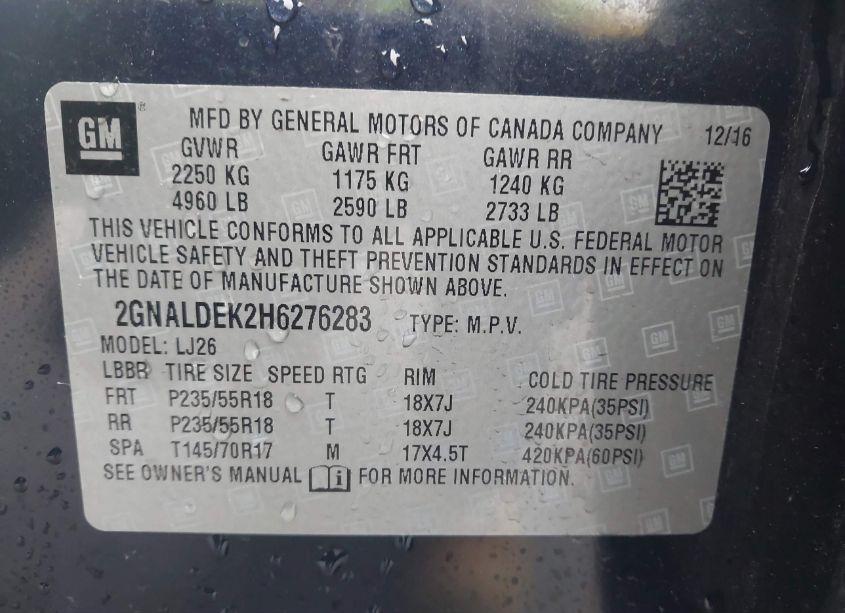 GM ® MFD BY GENERAL MOTORS OF CANADA COMPANY 12/16
GVWR GAWR FRT GAWR RR
2250 KG 1175 KG 1240 KG
4960 LB 2590 LB 2733 LB
THIS VEHICLE CONFORMS TO ALL APPLICABLE U.S. FEDERAL MOTOR
VEHICLE SAFETY AND THEFT PREVENTION STANDARDS IN EFFECT ON
THE DATE OF MANUFACTURE SHOWN ABOVE.
2GNALDEK2H6276283 TYPE: M.P.V.
MODEL: LJ26
LBBR TIRE SIZE SPEED RTG RIM COLD TIRE PRESSURE
FRT P235/55R18 T 18X7J 240KPA(35PSI)
RR P235/55R18 T 18X7J 240KPA(35PSI)
SPA T145/70R17 M 17X4.5T 420KPA(60PSI)
SEE OWNER'S MANUAL i FOR MORE INFORMATION.